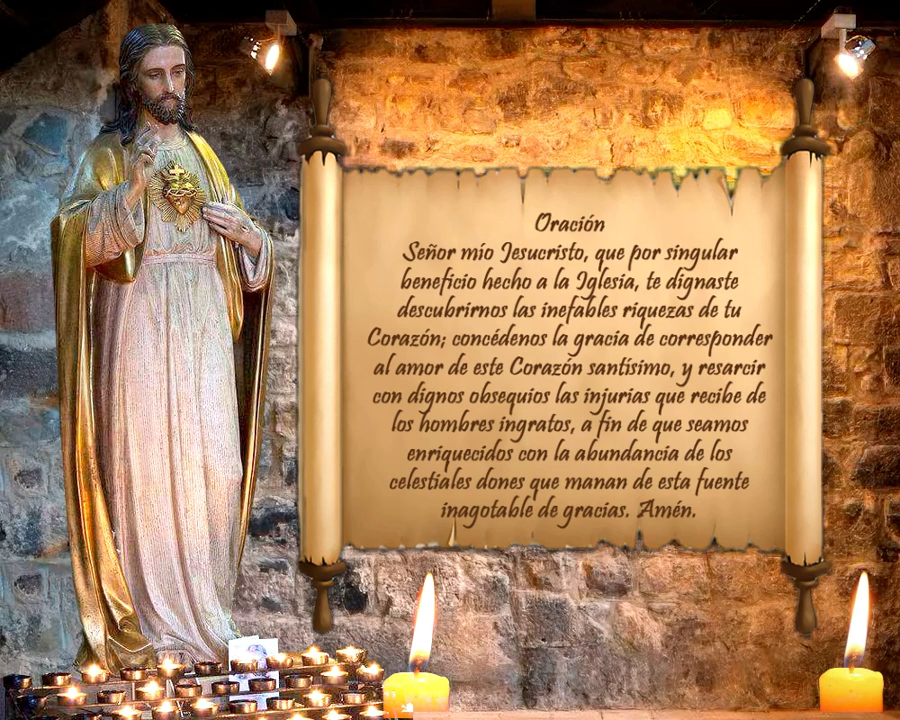 Oración
Señor mío Jesucristo, que por singular
beneficio hecho a la Iglesia, te dignaste
descubrirnos las inefables riquezas de tu
Corazón; concédenos la gracia de corresponder
al amor de este Corazón santísimo, y resarcir
con dignos obsequios las injurias que recibe de
los hombres ingratos, a fin de que seamos
enriquecidos con la abundancia de los
celestiales dones que manan de esta fuente
inagotable de gracias. Amén.